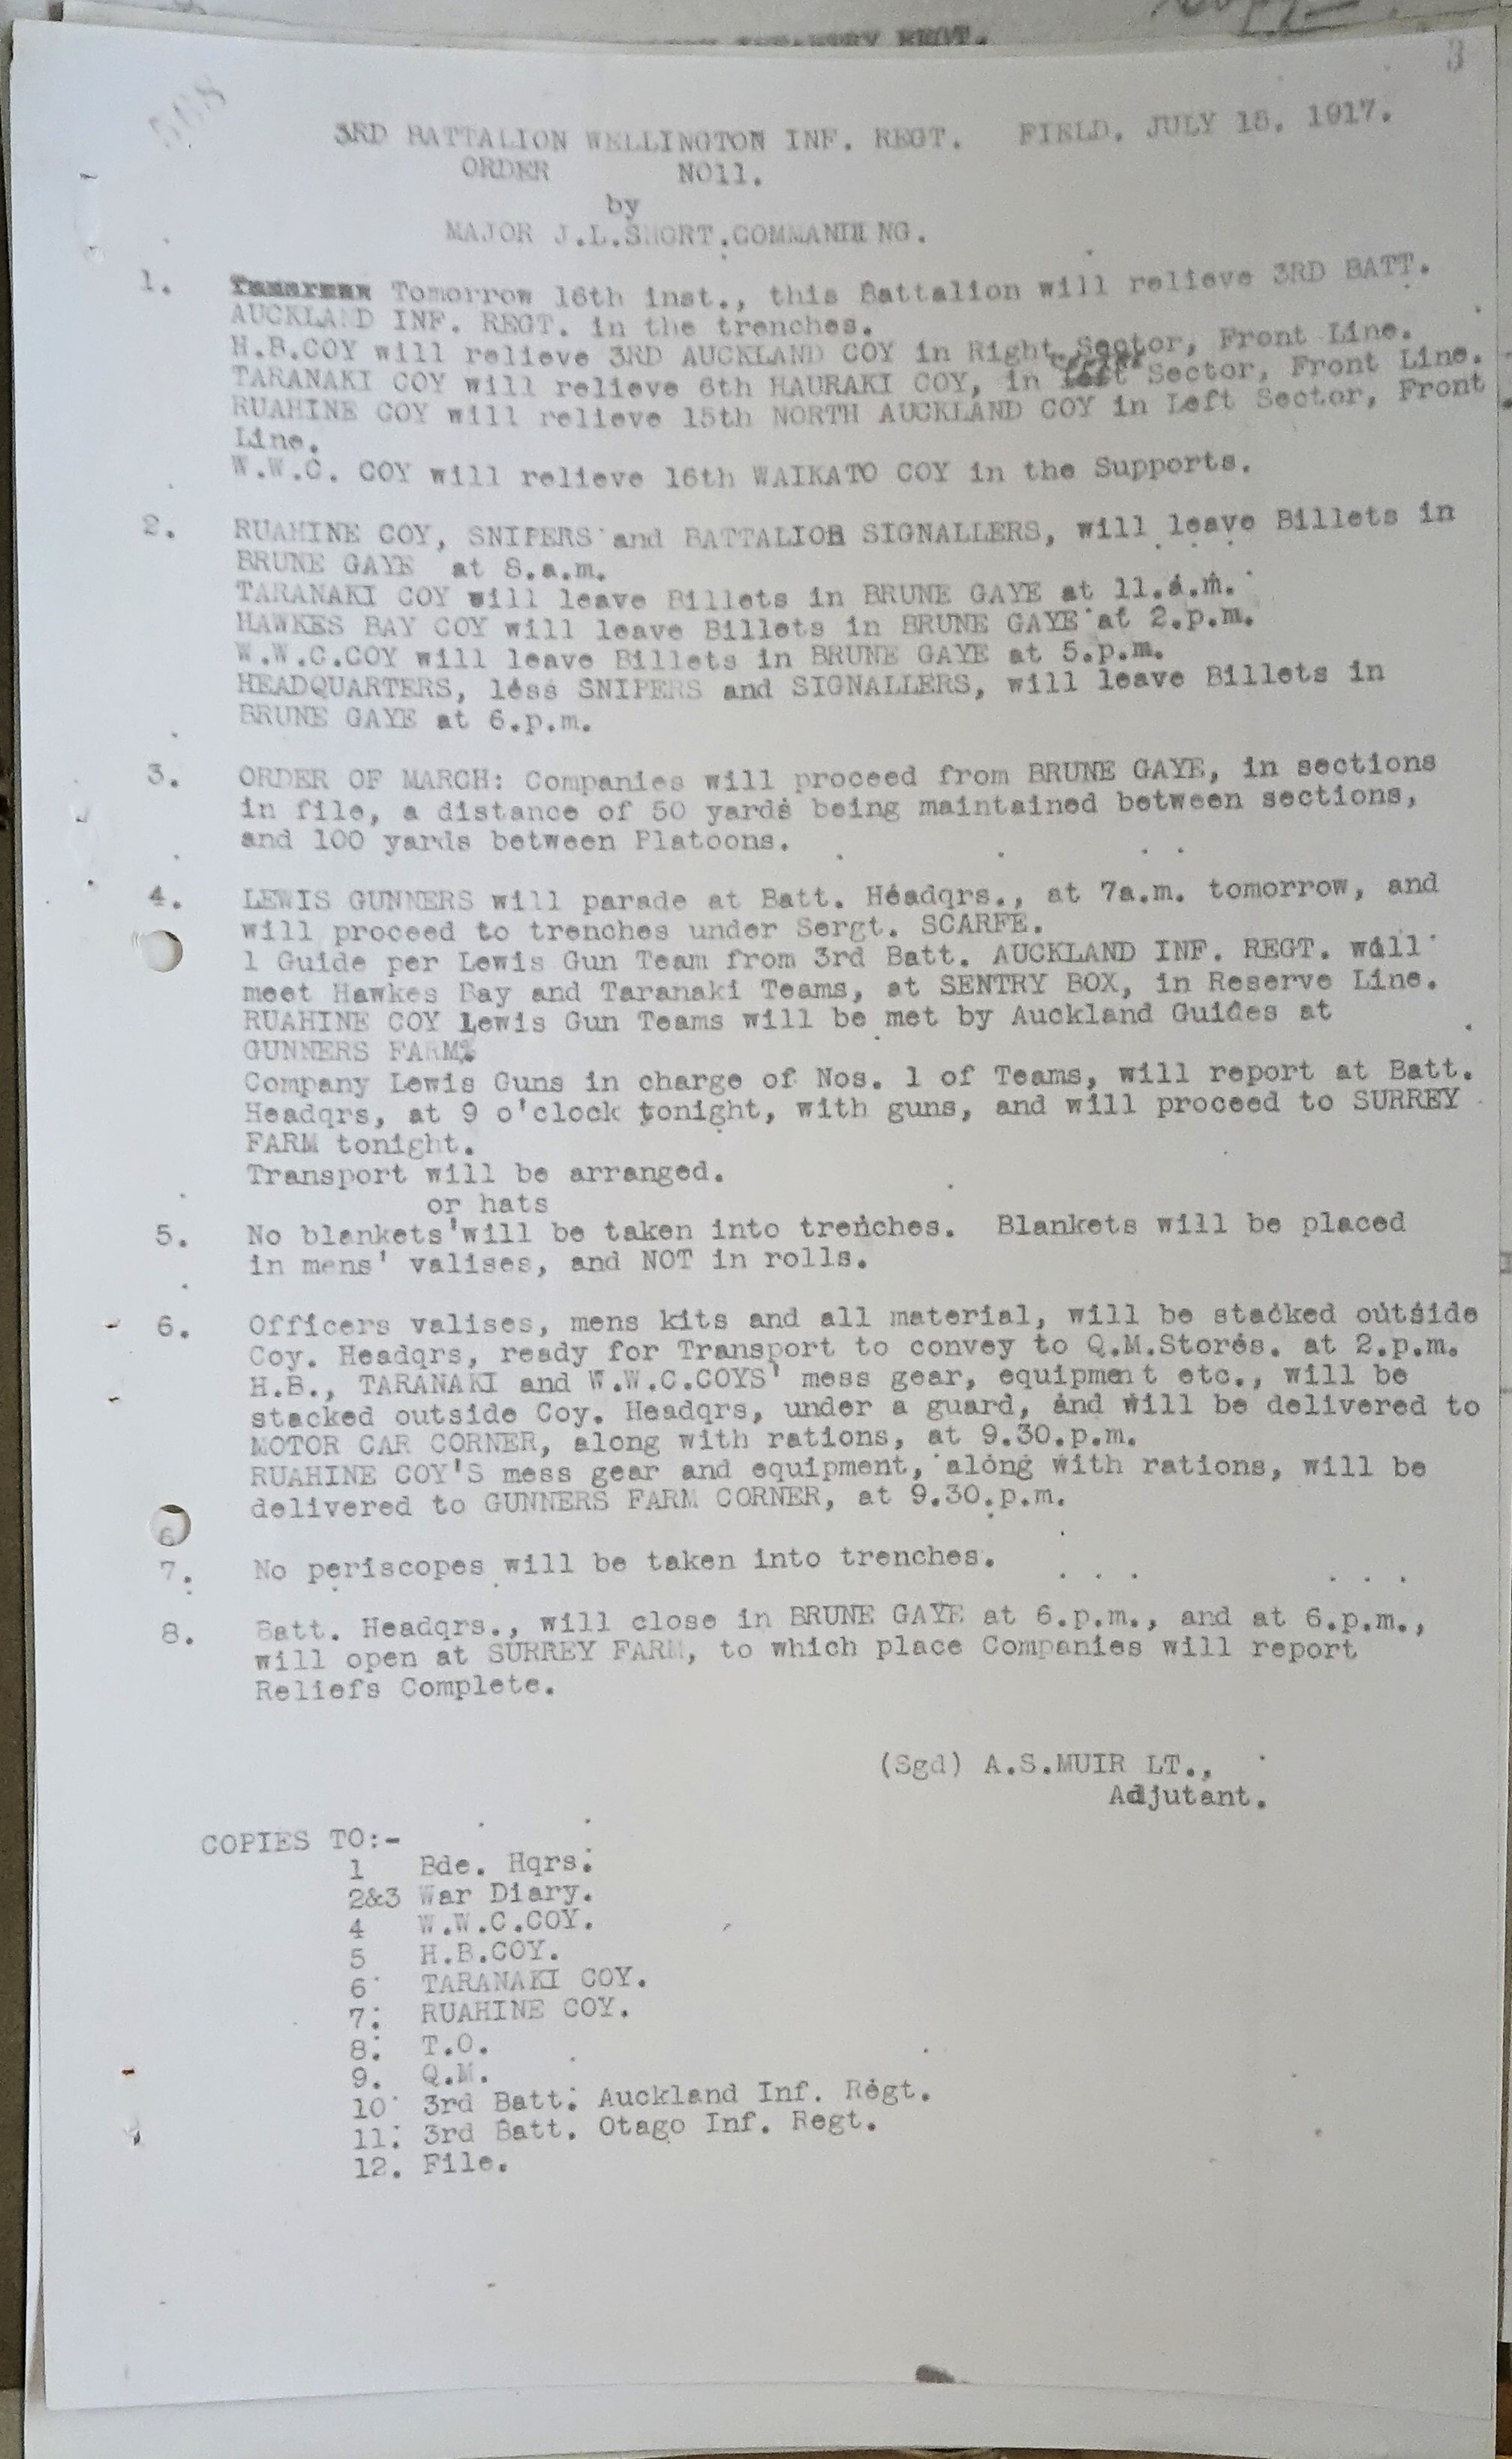 INFANTRY REGT.
Copy
3
3RD BATTALION WELLINGTON INF. REGT. FIELD. JULY 15. 1917.
ORDER NO11.
by
MAJOR J.L.SHORT.COMMANDING.
1. Tomorrow 16th inst., this Battalion will relieve 3RD BATT.
AUCKLAND INF. REGT. in the trenches.
H.B.COY will relieve 3RD AUCKLAND COY in Right Sector, Front Line.
TARANAKI COY will relieve 6th HAURAKI COY, in left Sector, Front Line.
RUAHINE COY will relieve 15th NORTH AUCKLAND COY in Left Sector, Front
Line.
W.W.C. COY will relieve 16th WAIKATO COY in the Supports.
2. RUAHINE COY, SNIPERS and BATTALION SIGNALLERS, will leave Billets in
BRUNE GAYE at 8.a.m.
TARANAKI COY will leave Billets in BRUNE GAYE at 11.a.m.
HAWKES BAY COY will leave Billets in BRUNE GAYE at 2.p.m.
W.W.C.COY will leave Billets in BRUNE GAYE at 5.p.m.
HEADQUARTERS, less SNIPERS and SIGNALLERS, will leave Billets in
BRUNE GAYE at 6.p.m.
3. ORDER OF MARCH: Companies will proceed from BRUNE GAYE, in sections
in file, a distance of 50 yards being maintained between sections,
and 100 yards between Platoons.
4. LEWIS GUNNERS will parade at Batt. Headqrs., at 7a.m. tomorrow, and
will proceed to trenches under Sergt. SCARFE.
1 Guide per Lewis Gun Team from 3rd Batt. AUCKLAND INF. REGT. will
meet Hawkes Bay and Taranaki Teams, at SENTRY BOX, in Reserve Line.
RUAHINE COY Lewis Gun Teams will be met by Auckland Guides at
GUNNERS FARM%
Company Lewis Guns in charge of Nos. 1 of Teams, will report at Batt.
Headqrs, at 9 o'clock tonight, with guns, and will proceed to SURREY
FARM tonight.
Transport will be arranged.
or hats
5. No blankets'will be taken into trenches. Blankets will be placed
in mens' valises, and NOT in rolls.
6. Officers valises, mens kits and all material, will be stacked outside
Coy. Headqrs, ready for Transport to convey to Q.M.Stores. at 2.p.m.
H.B., TARANAKI and W.W.C.COYS' mess gear, equipment etc., will be
stacked outside Coy. Headqrs, under a guard, and will be delivered to
MOTOR CAR CORNER, along with rations, at 9.30.p.m.
RUAHINE COY'S mess gear and equipment, along with rations, will be
delivered to GUNNERS FARM CORNER, at 9.30.p.m.
6
7. No periscopes will be taken into trenches.
8. Batt. Headqrs., will close in BRUNE GAYE at 6.p.m., and at 6.p.m.,
will open at SURREY FARM, to which place Companies will report
Reliefs Complete.
(Sgd) A.S.MUIR LT.,
Adjutant.
COPIES TO:-
1 Bde. Hqrs.
2&3 War Diary.
4 W.W.C.COY.
5 H.B.COY.
6 TARANAKI COY.
7. RUAHINE COY.
8. T.O.
9. Q.M.
10 3rd Batt. Auckland Inf. Regt.
11. 3rd Batt. Otago Inf. Regt.
12. File.